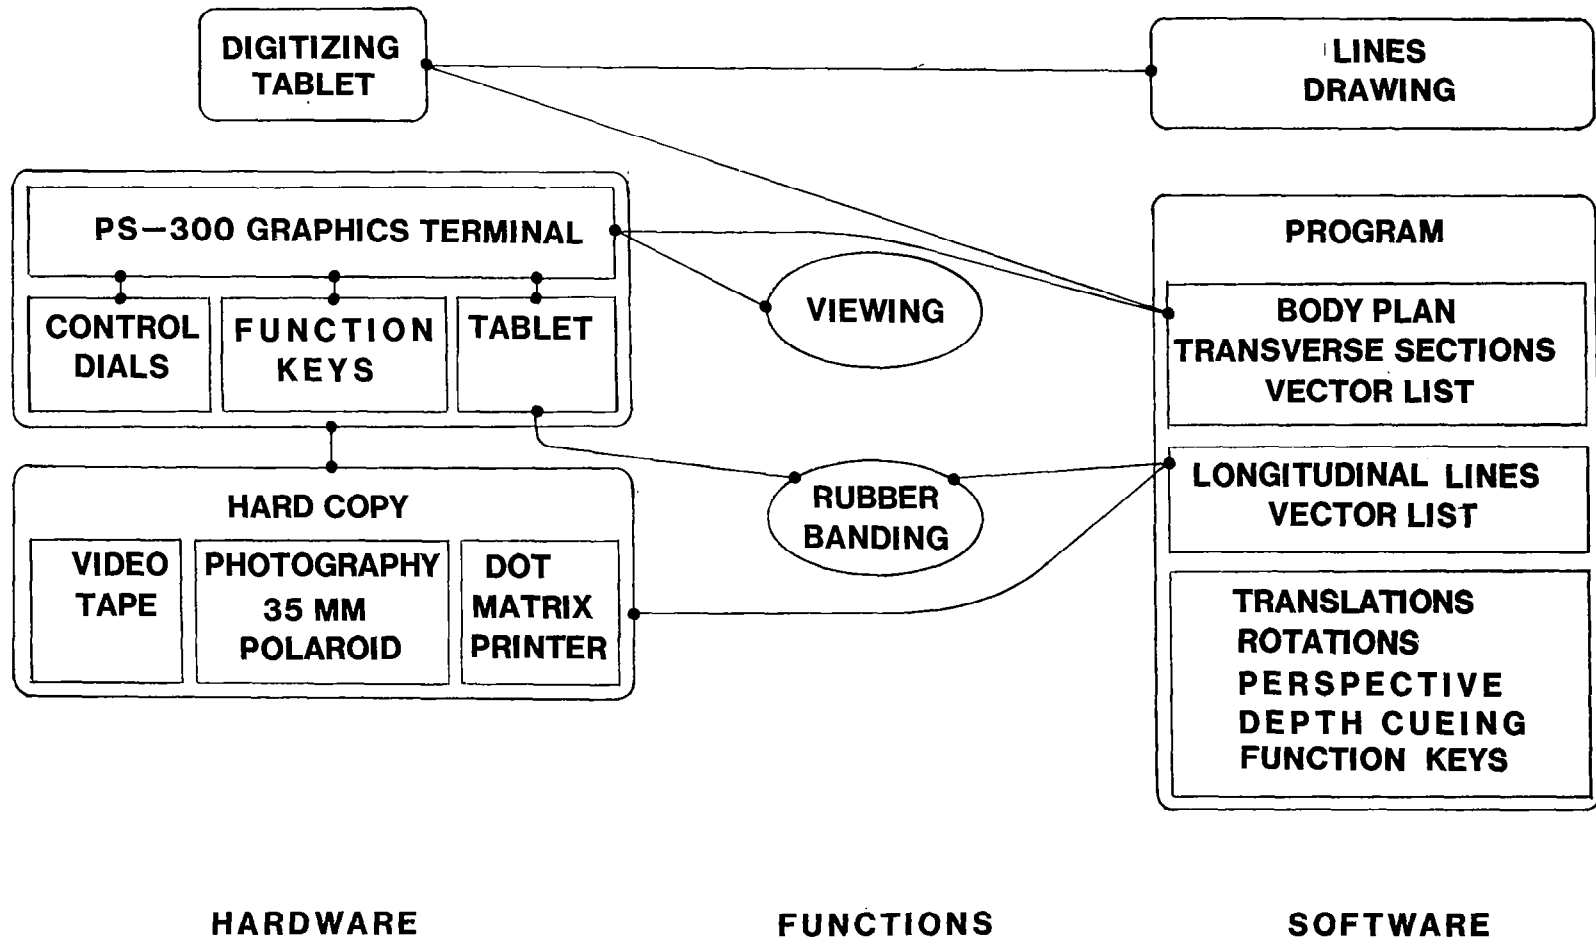 DIGITIZING
TABLET
LINES
DRAWING
PS-300 GRAPHICS TERMINAL
CONTROL
DIALS
FUNCTION
KEYS
TABLET
VIEWING
PROGRAM
BODY PLAN
TRANSVERSE SECTIONS
VECTOR LIST
HARD COPY
VIDEO
TAPE
PHOTOGRAPHY
35 MM
POLAROID
DOT
MATRIX
PRINTER
RUBBER
BANDING
LONGITUDINAL LINES
VECTOR LIST
TRANSLATIONS
ROTATIONS
PERSPECTIVE
DEPTH CUEING
FUNCTION KEYS
HARDWARE
FUNCTIONS
SOFTWARE